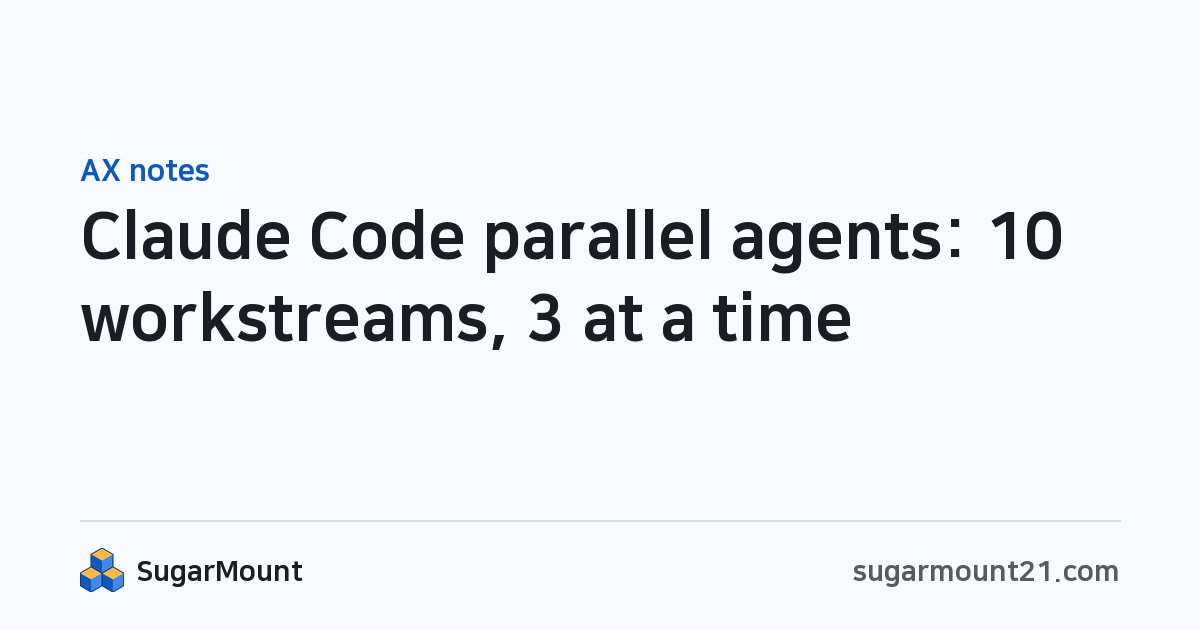 AX notes
Claude Code parallel agents: 10
workstreams, 3 at a time
SugarMount
sugarmount21.com